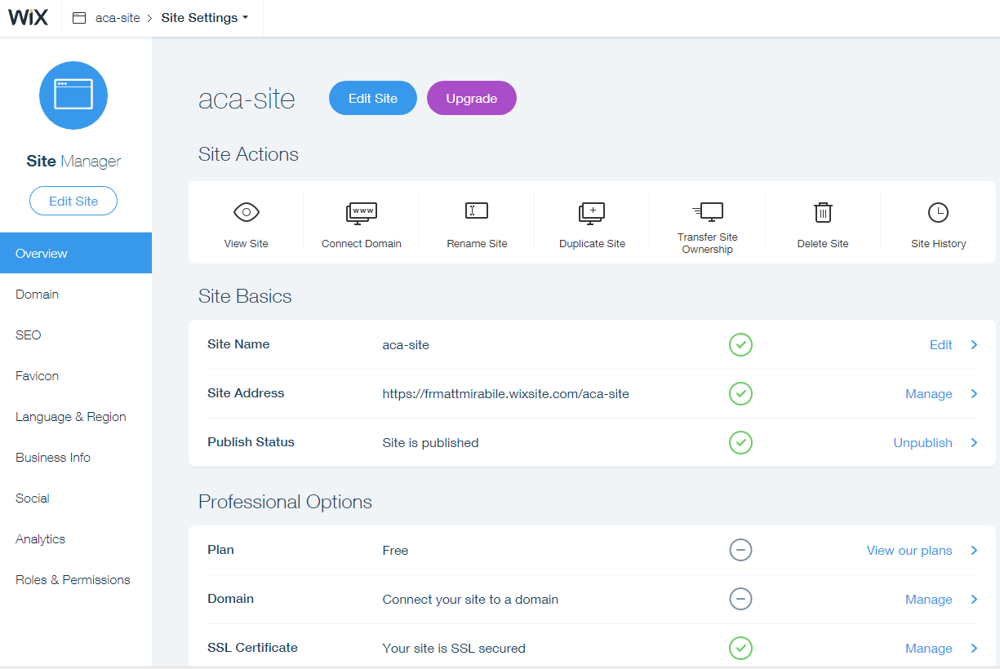 WiX
aca-site > Site Settings
Site Manager
Edit Site
Overview
Domain
SEO
Favicon
Language & Region
Business Info
Social
Analytics
Roles & Permissions
aca-site
Edit Site
Upgrade
Site Actions
View Site
Connect Domain
www
Rename Site
Duplicate Site
Transfer Site
Ownership
Delete Site
Site History
Site Basics
Site Name aca-site Edit
Site Address https://frmattmirabile.wixsite.com/aca-site Manage
Publish Status Site is published Unpublish
Professional Options
Plan Free View our plans
Domain Connect your site to a domain Manage
SSL Certificate Your site is SSL secured Manage